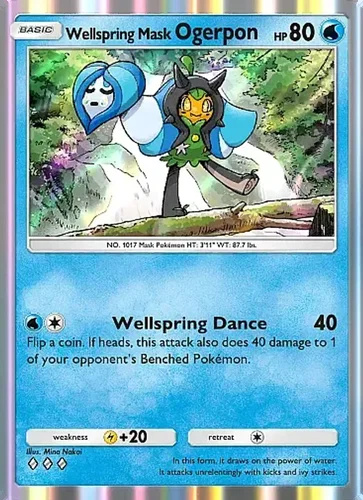 BASIC Wellspring Mask Ogerpon HP 80
NO. 1017 Mask Pokémon HT: 3'11" WT: 87.7 lbs.
Wellspring Dance 40
Flip a coin. If heads, this attack also does 40 damage to 1
of your opponent's Benched Pokémon.
weakness +20 retreat
Illus. Mina Nakai
In this form, it draws on the power of water.
It attacks unrelentingly with kicks and ivy strikes.